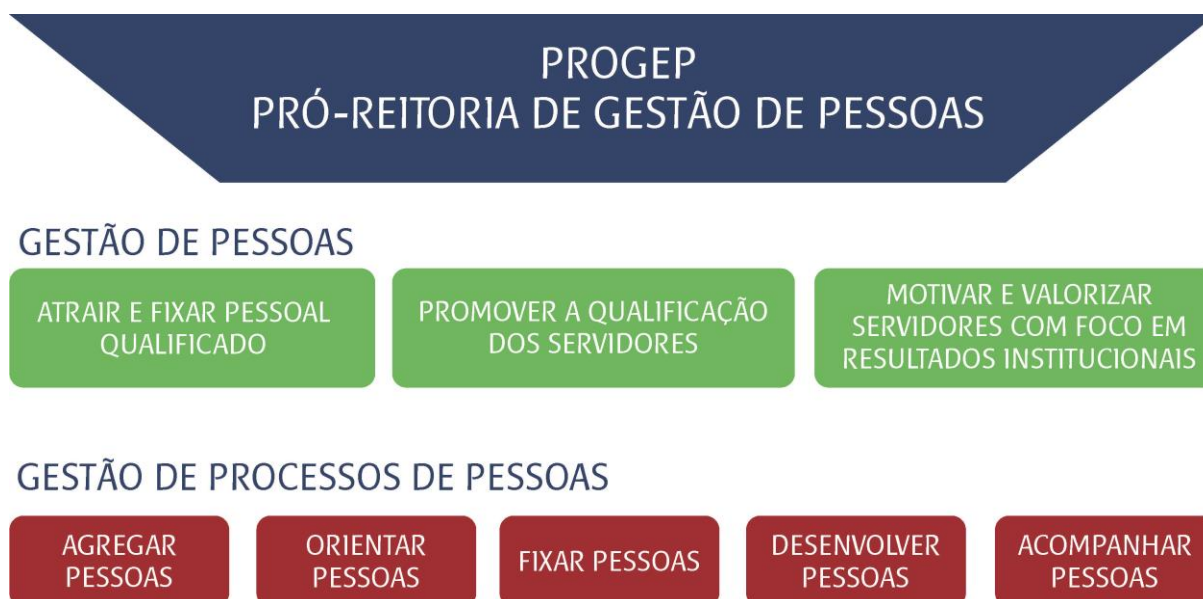 PROGEP
PRÓ-REITORIA DE GESTÃO DE PESSOAS
GESTÃO DE PESSOAS
ATRAIR E FIXAR PESSOAL
QUALIFICADO
PROMOVER A QUALIFICAÇÃO
DOS SERVIDORES
MOTIVAR E VALORIZAR
SERVIDORES COM FOCO EM
RESULTADOS INSTITUCIONAIS
GESTÃO DE PROCESSOS DE PESSOAS
AGREGAR
PESSOAS
ORIENTAR
PESSOAS
FIXAR PESSOAS
DESENVOLVER
PESSOAS
ACOMPANHAR
PESSOAS